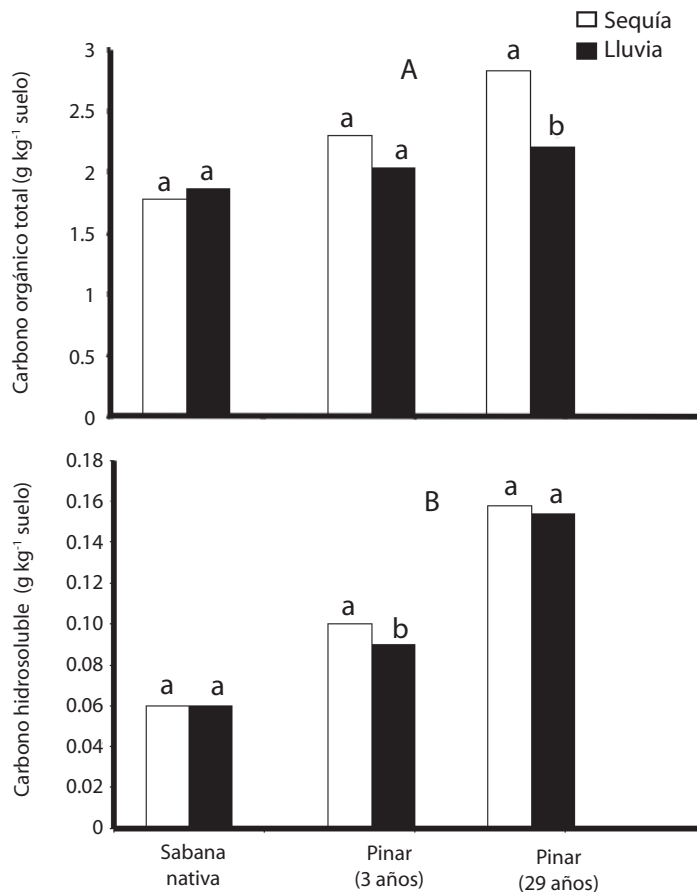 Sequía
Lluvia
A
Carbono orgánico total (g kg⁻¹ suelo)
3
2.5
2
1.5
1
0.5
0
a
a
a
a
a
b
B
Carbono hidrosoluble (g kg⁻¹ suelo)
0.18
0.16
0.14
0.12
0.10
0.08
0.06
0.04
0.02
0
a
a
a
b
a
a
Sabana
nativa
Pinar
(3 años)
Pinar
(29 años)